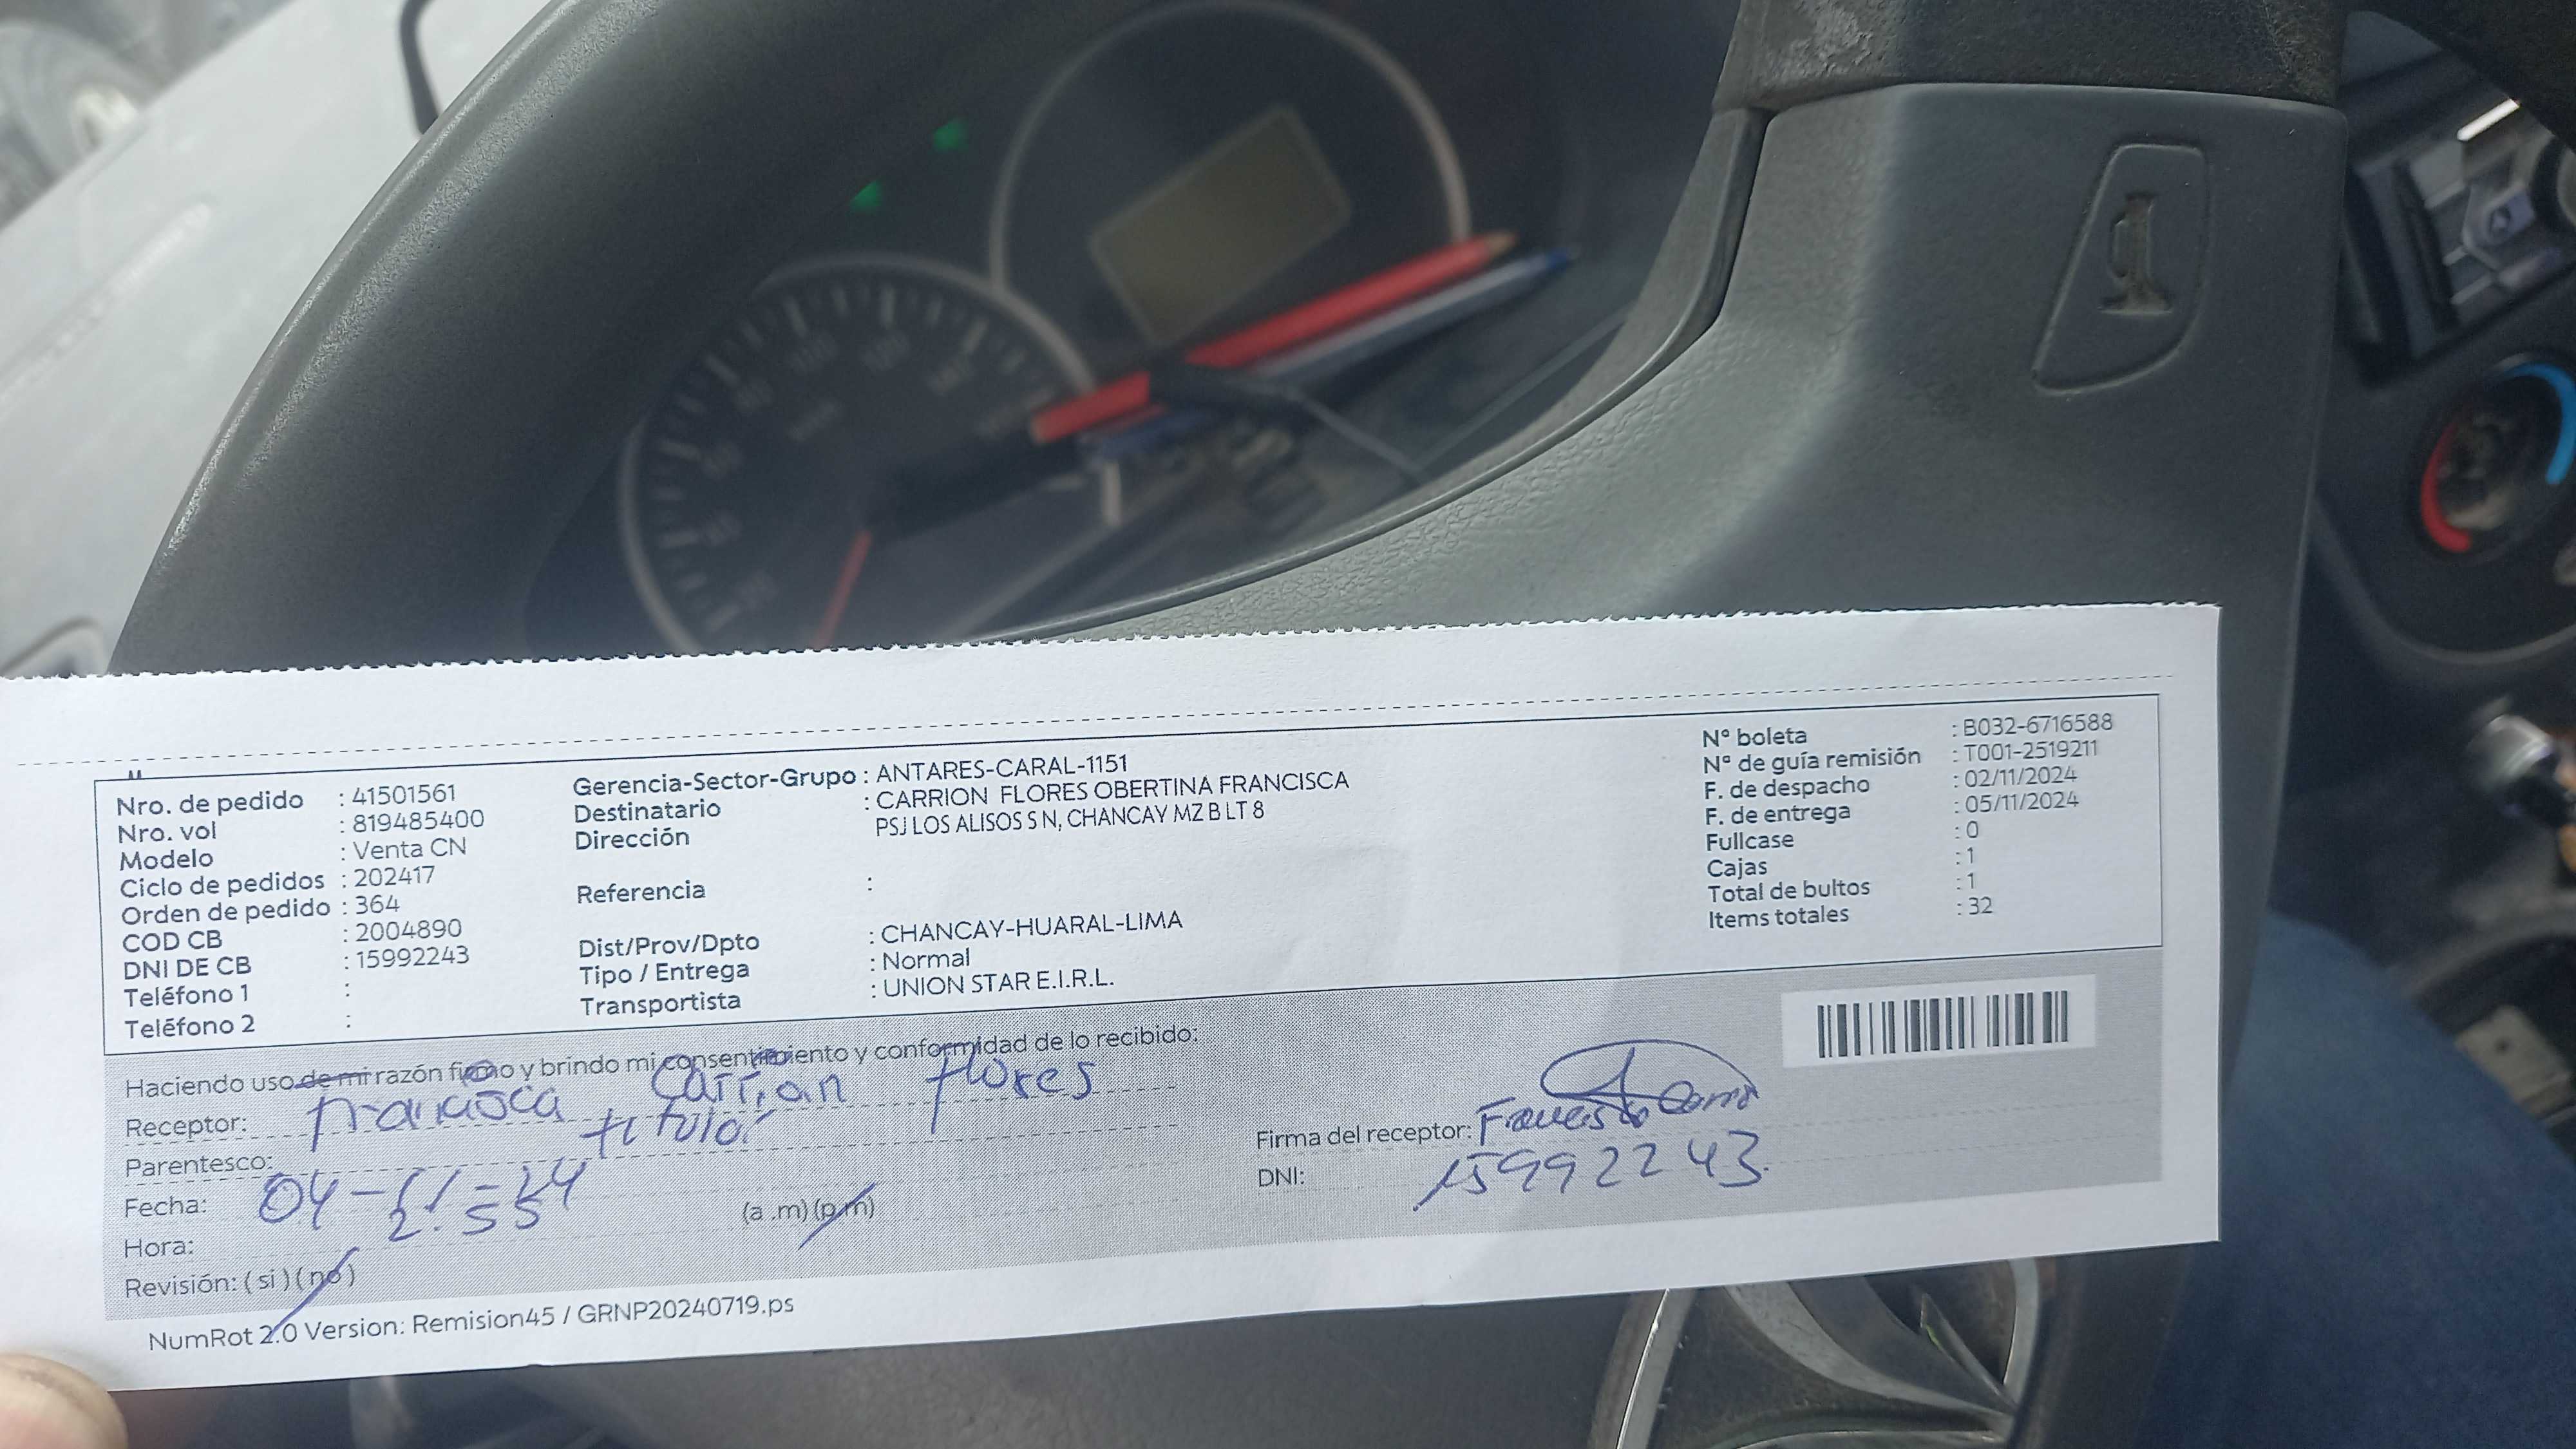 Nro. de pedido : 41501561
Nro. vol : 819485400
Modelo : Venta CN
Ciclo de pedidos : 202417
Orden de pedido : 364
COD CB : 2004890
DNI DE CB : 15992243
Teléfono 1 :
Teléfono 2 :
Gerencia-Sector-Grupo : ANTARES-CARAL-1151
Destinatario : CARRION FLORES OBERTINA FRANCISCA
Dirección PSJ LOS ALISOS S N, CHANCAY MZ B LT 8
Referencia :
Dist/Prov/Dpto : CHANCAY-HUARAL-LIMA
Tipo / Entrega : Normal
Transportista : UNION STAR E.I.R.L.
N° boleta : B032-6716588
N° de guía remisión : T001-2519211
F. de despacho : 02/11/2024
F. de entrega : 05/11/2024
Fullcase : 0
Cajas : 1
Total de bultos : 1
Items totales : 32
Haciendo uso de mi razón firmo y brindo mi consentimiento y conformidad de lo recibido:
Receptor: Francisca Carrion Flores
Parentesco: titular
Fecha: 04-11-24
Hora: 2:55 (a .m) (p.m)
Revisión: ( si ) ( no )
Firma del receptor:
DNI: 15992243
NumRot 2.0 Version: Remision45 / GRNP20240719.ps